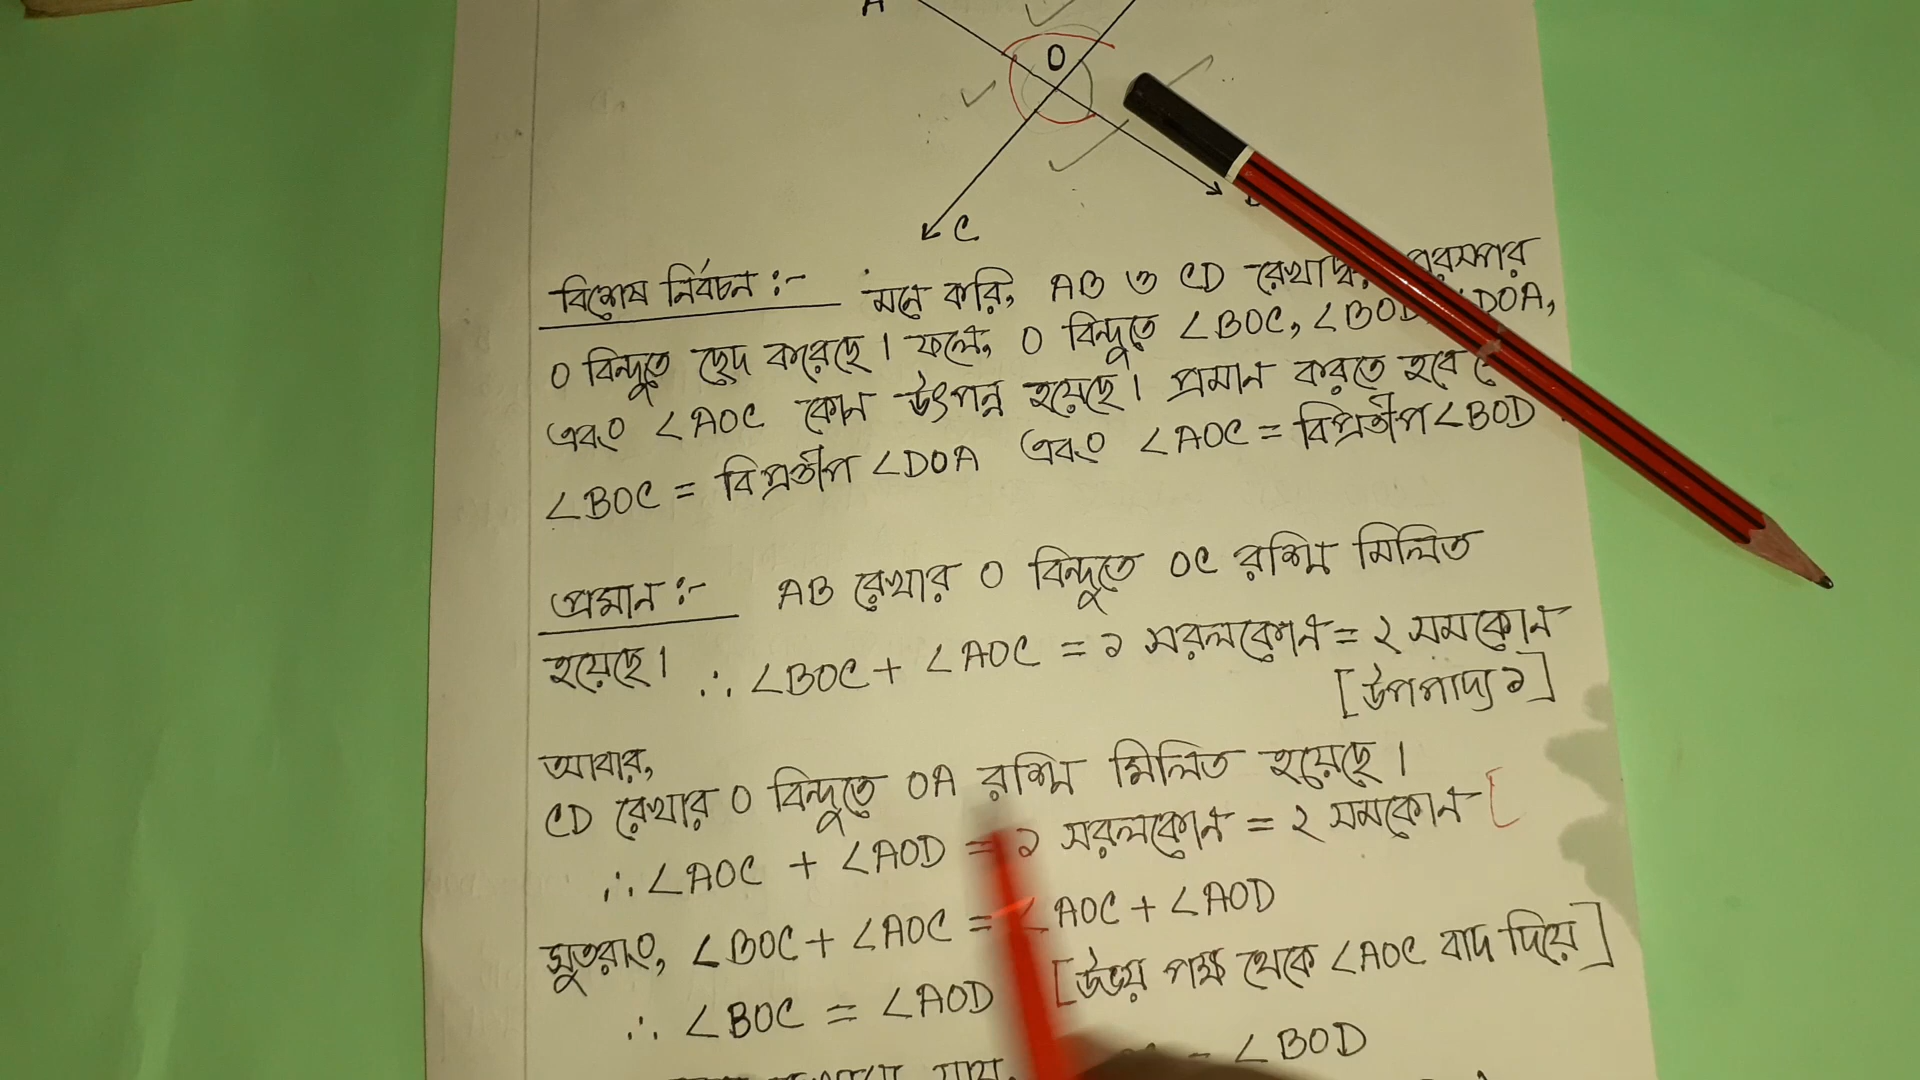 A
O
C
বিশেষ নির্বচন :- মনে করি, AB ও CD রেখাদ্বয় পরস্পর
O বিন্দুতে ছেদ করেছে। ফলে, O বিন্দুতে ∠BOC, ∠BOD, ∠DOA,
এবং ∠AOC কোন উৎপন্ন হয়েছে। প্রমান করতে হবে
∠BOC = বিপ্রতীপ ∠DOA এবং ∠AOC = বিপ্রতীপ ∠BOD
প্রমান :- AB রেখার O বিন্দুতে OC রশ্মি মিলিত
হয়েছে। ∴ ∠BOC + ∠AOC = ১ সরলকোন = ২ সমকোন
[উপপাদ্য ১]
আবার,
CD রেখার O বিন্দুতে OA রশ্মি মিলিত হয়েছে।
∴ ∠AOC + ∠AOD = ১ সরলকোন = ২ সমকোন [
সুতরাং, ∠BOC + ∠AOC = ∠AOC + ∠AOD
∴ ∠BOC = ∠AOD [উভয় পক্ষ থেকে ∠AOC বাদ দিয়ে]
∠BOD